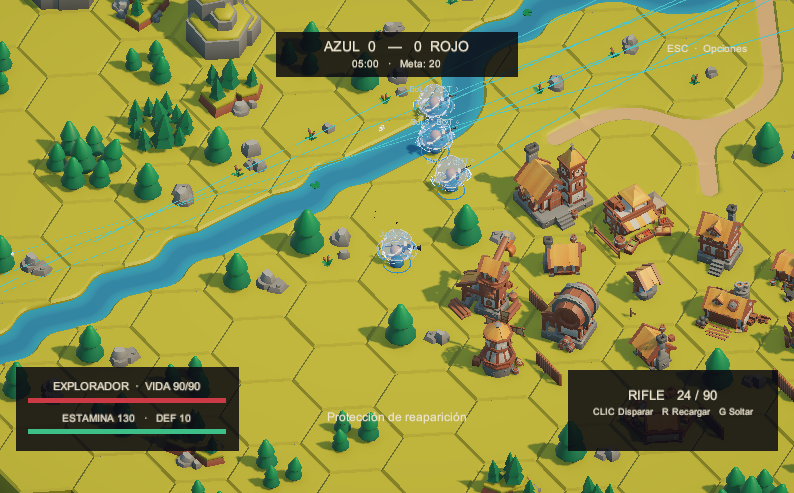 AZUL 0 — 0 ROJO
05:00 · Meta: 20
ESC · Opciones
EXPLORADOR · VIDA 90/90
ESTAMINA 130 · DEF 10
Protección de reaparición
RIFLE 24 / 90
CLIC Disparar R Recargar G Soltar